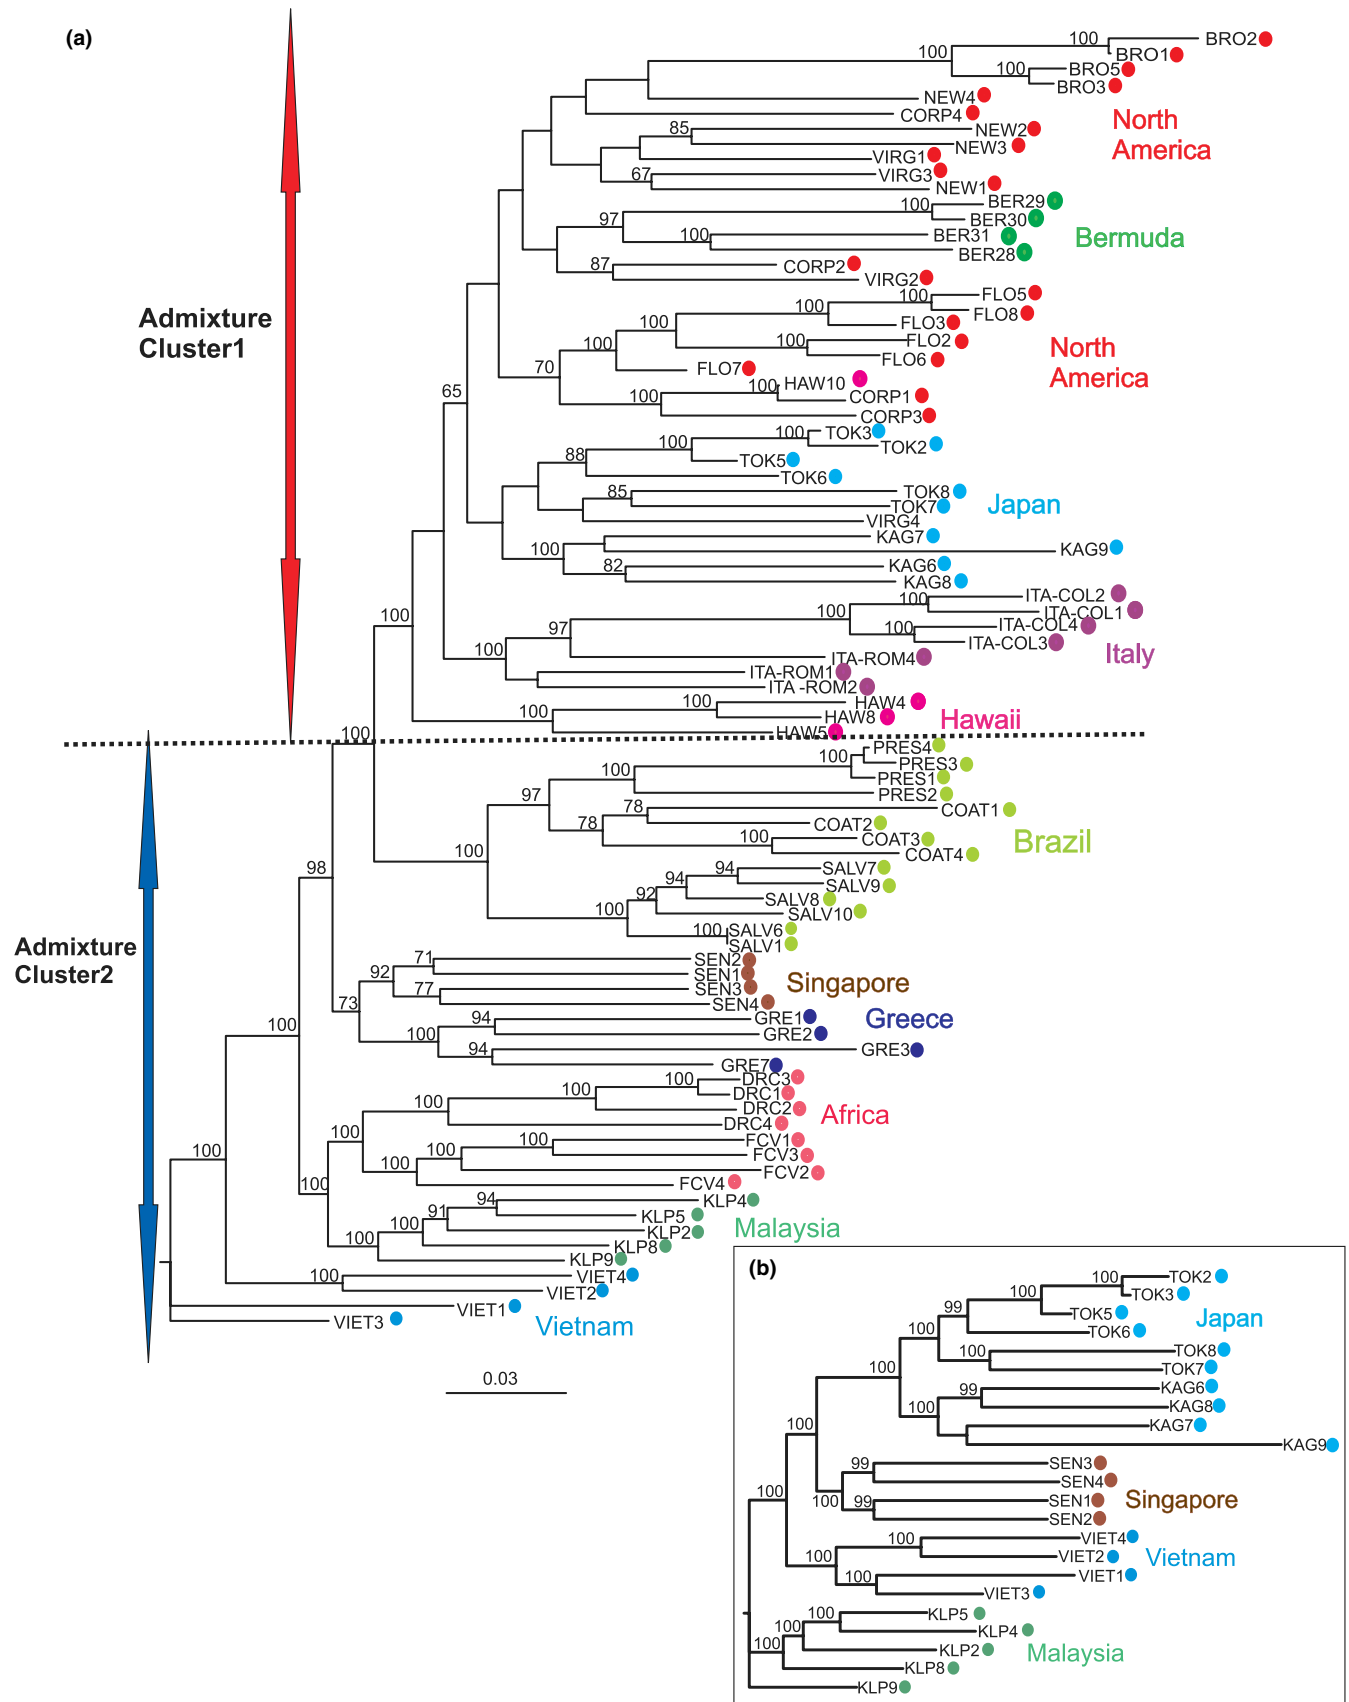 (a)
100
100
BRO2
BRO1
100
BRO5
BRO3
NEW4
CORP4
North
America
85
NEW2
NEW3
VIRG1
67
VIRG3
NEW1
97
100
BER29
BER30
100
BER31
BER28
Bermuda
87
CORP2
VIRG2
Admixture
Cluster1
100
100
100
FLO5
FLO8
FLO3
100
100
FLO2
FLO6
North
America
70
FLO7
65
100
100
HAW10
CORP1
CORP3
88
100
100
TOK3
TOK2
TOK5
TOK6
85
TOK8
TOK7
VIRG4
Japan
100
KAG7
KAG9
82
KAG6
KAG8
100
100
97
100
100
ITA-COL2
ITA-COL1
100
ITA-COL4
ITA-COL3
ITA-ROM4
Italy
ITA-ROM1
ITA -ROM2
100
100
HAW4
HAW8
HAW5
Hawaii
100
100
97
100
100
PRES4
PRES3
PRES1
PRES2
78
78
COAT1
COAT2
100
COAT3
COAT4
Brazil
100
92
94
94
SALV7
SALV9
SALV8
SALV10
100
SALV6
SALV1
98
73
92
71
SEN2
SEN1
77
SEN3
SEN4
Singapore
Admixture
Cluster2
100
94
GRE1
GRE2
94
GRE3
GRE7
Greece
100
100
100
100
100
100
DRC3
DRC1
DRC2
DRC4
Africa
100
100
100
FCV1
FCV3
FCV2
FCV4
100
100
100
91
94
KLP4
KLP5
KLP2
KLP8
KLP9
Malaysia
100
VIET4
VIET2
VIET1
VIET3
Vietnam
0.03
(b)
100
100
100
99
100
100
TOK2
TOK3
TOK5
TOK6
Japan
100
TOK8
TOK7
100
99
KAG6
KAG8
KAG7
KAG9
100
100
99
SEN3
SEN4
99
SEN1
SEN2
Singapore
100
100
VIET4
VIET2
100
VIET1
VIET3
Vietnam
100
100
KLP5
KLP4
KLP2
KLP8
KLP9
Malaysia